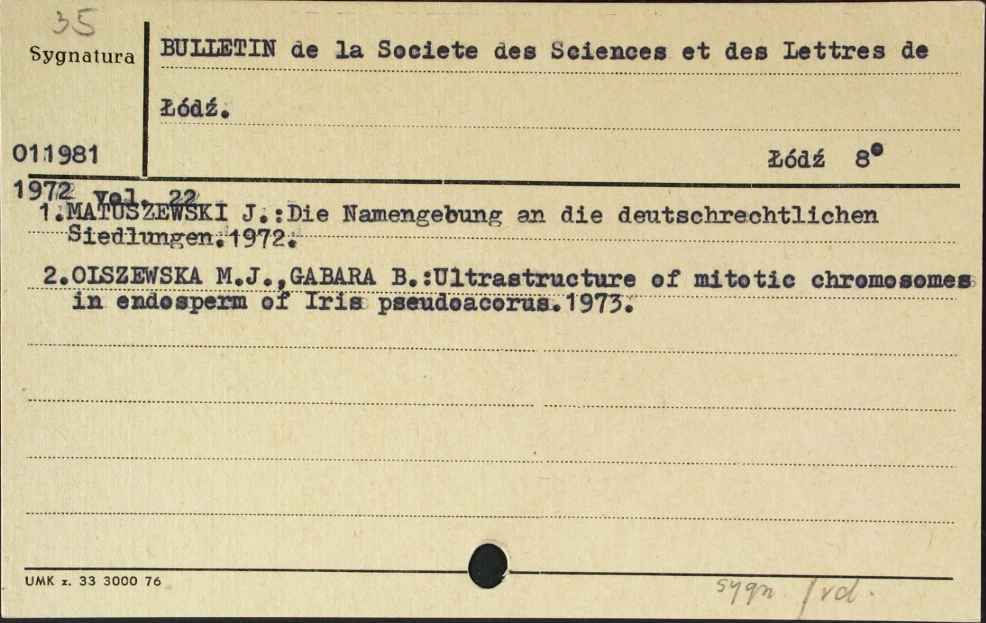 35
Sygnatura
BULLETIN de la Societe des Sciences et des Lettres de
Łódź.
011981
Łódź 8°
1972 vol. 22
1.MATUSZEWSKI J.:Die Namengebung an die deutschrechtlichen
Siedlungen.1972.
2.OLSZEWSKA M.J.,GABARA B.:Ultrastructure of mitotic chromosomes
in endosperm of Iris pseudoacorus.1973.
UMK z. 33 3000 76
sygn.